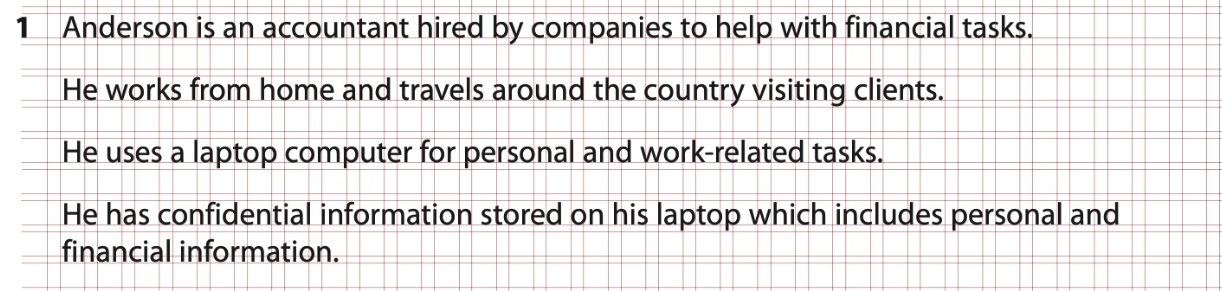 1 Anderson is an accountant hired by companies to help with financial tasks.
He works from home and travels around the country visiting clients.
He uses a laptop computer for personal and work-related tasks.
He has confidential information stored on his laptop which includes personal and
financial information.